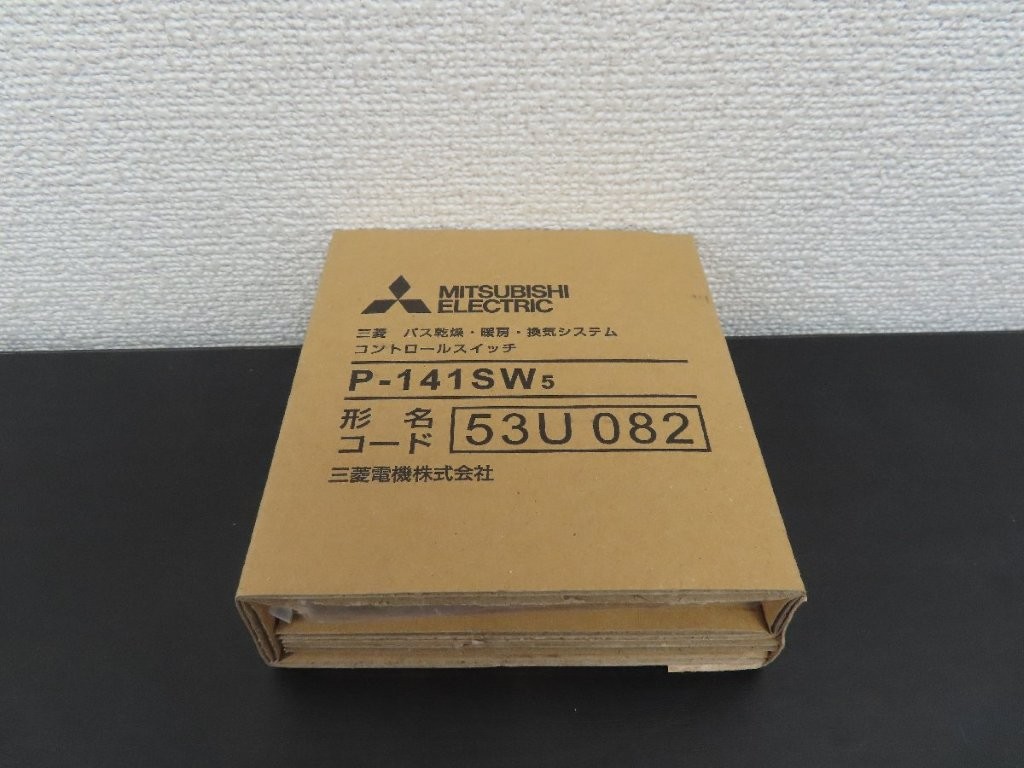 MITSUBISHI
ELECTRIC
三菱 バス乾燥・暖房・換気システム
コントロールスイッチ
P-141SW5
形名
コード 53U 082
三菱電機株式会社